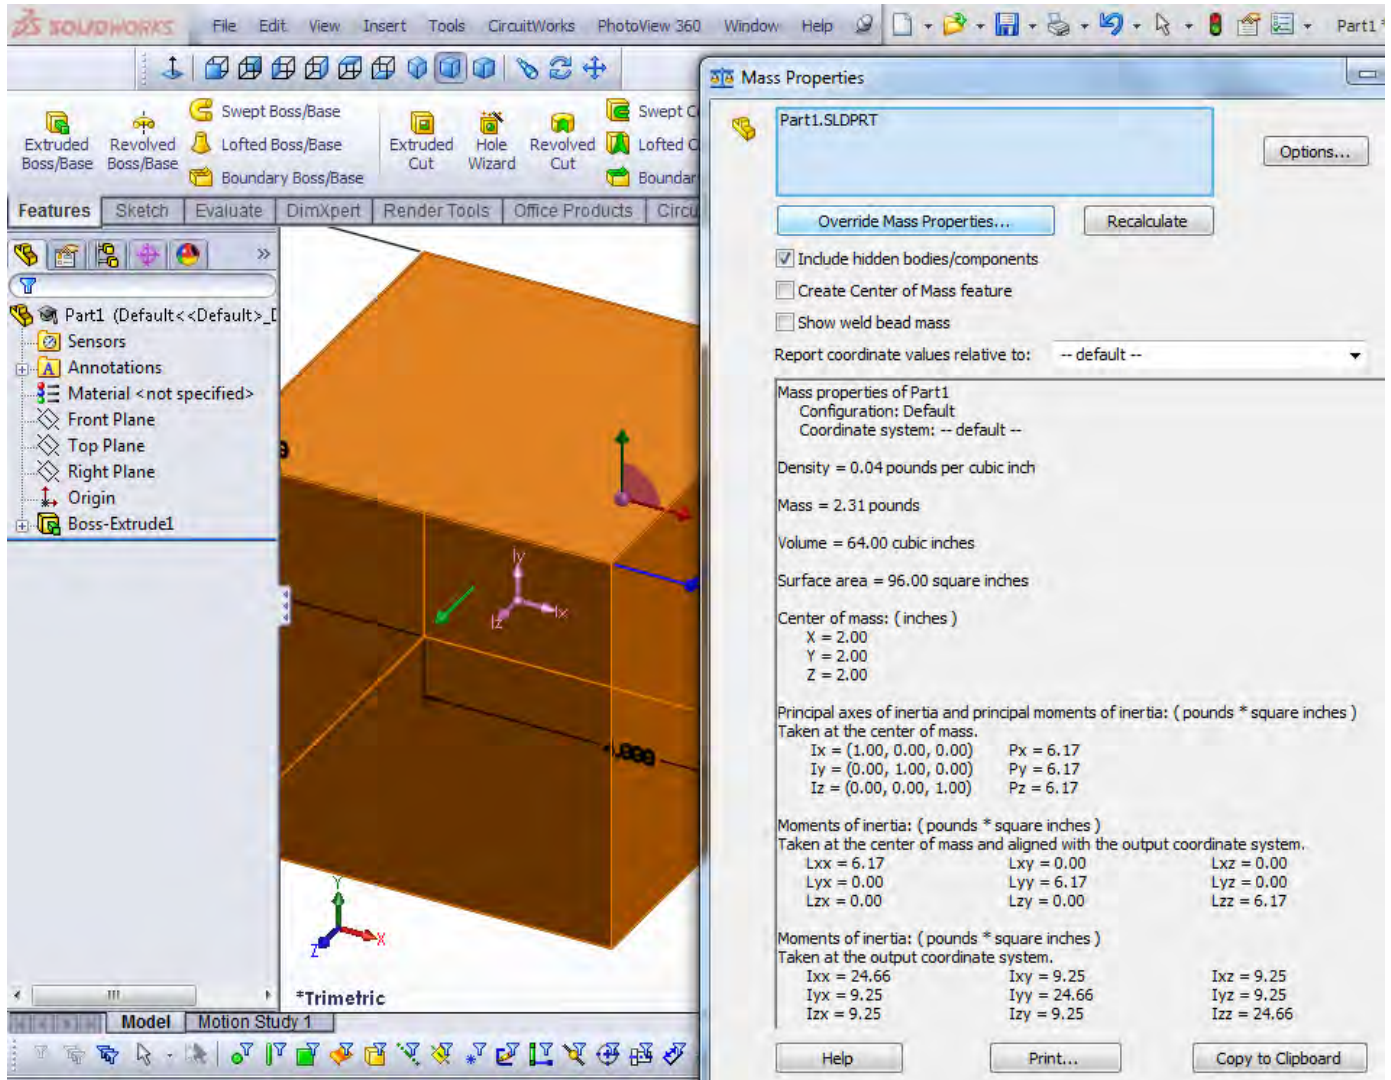 SOLIDWORKS File Edit View Insert Tools CircuitWorks PhotoView 360 Window Help Part1 *
Extruded Boss/Base
Revolved Boss/Base
Swept Boss/Base
Lofted Boss/Base
Boundary Boss/Base
Extruded Cut
Hole Wizard
Revolved Cut
Swept C
Lofted C
Boundar
Features Sketch Evaluate DimXpert Render Tools Office Products Circu
»
Part1 (Default<<Default>_D
Sensors
Annotations
Material <not specified>
Front Plane
Top Plane
Right Plane
Origin
Boss-Extrude1
Iy
Ix
Iz
Y
X
Z
*Trimetric
Model Motion Study 1
Mass Properties
Part1.SLDPRT
Options...
Override Mass Properties... Recalculate
Include hidden bodies/components
Create Center of Mass feature
Show weld bead mass
Report coordinate values relative to: -- default --
Mass properties of Part1
Configuration: Default
Coordinate system: -- default --
Density = 0.04 pounds per cubic inch
Mass = 2.31 pounds
Volume = 64.00 cubic inches
Surface area = 96.00 square inches
Center of mass: ( inches )
X = 2.00
Y = 2.00
Z = 2.00
Principal axes of inertia and principal moments of inertia: ( pounds * square inches )
Taken at the center of mass.
Ix = (1.00, 0.00, 0.00) Px = 6.17
Iy = (0.00, 1.00, 0.00) Py = 6.17
Iz = (0.00, 0.00, 1.00) Pz = 6.17
Moments of inertia: ( pounds * square inches )
Taken at the center of mass and aligned with the output coordinate system.
Lxx = 6.17 Lxy = 0.00 Lxz = 0.00
Lyx = 0.00 Lyy = 6.17 Lyz = 0.00
Lzx = 0.00 Lzy = 0.00 Lzz = 6.17
Moments of inertia: ( pounds * square inches )
Taken at the output coordinate system.
Ixx = 24.66 Ixy = 9.25 Ixz = 9.25
Iyx = 9.25 Iyy = 24.66 Iyz = 9.25
Izx = 9.25 Izy = 9.25 Izz = 24.66
Help Print... Copy to Clipboard